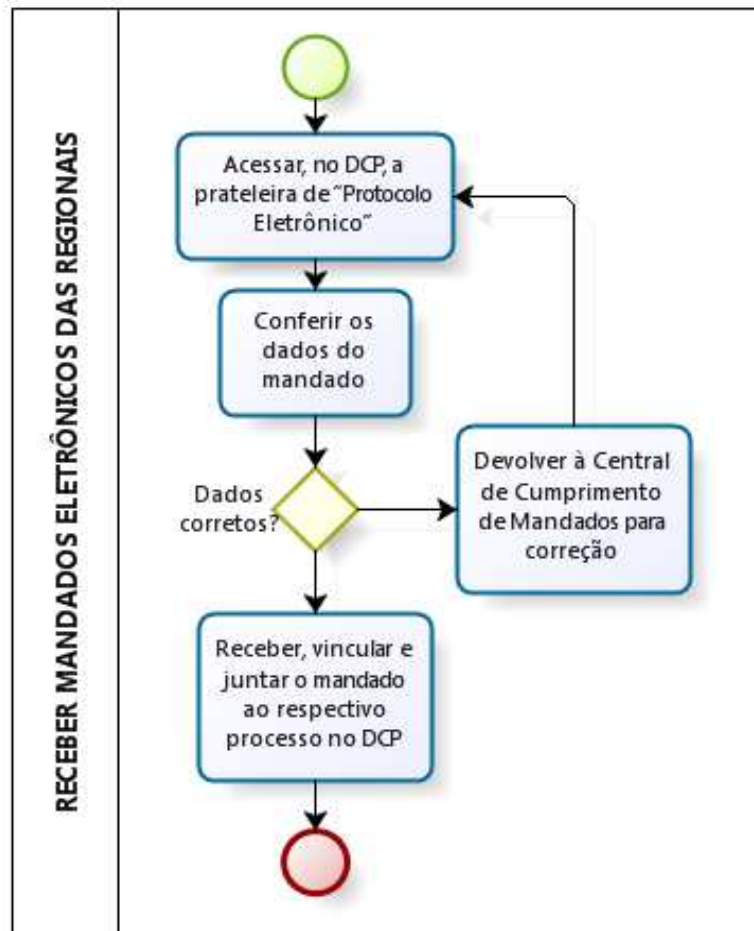 RECEBER MANDADOS ELETRÔNICOS DAS REGIONAIS
Acessar, no DCP, a
prateleira de “Protocolo
Eletrônico”
Conferir os
dados do
mandado
Dados
corretos?
Devolver à Central
de Cumprimento
de Mandados para
correção
Receber, vincular e
juntar o mandado
ao respectivo
processo no DCP